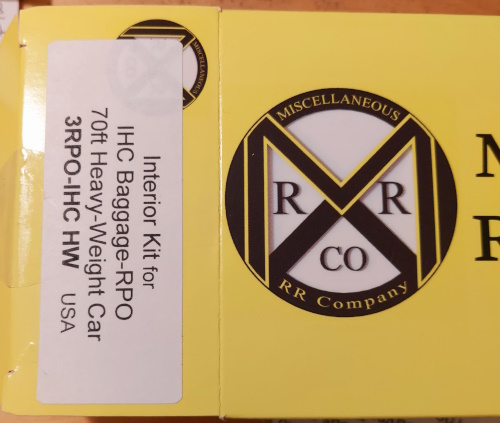 Interior Kit for
IHC Baggage-RPO
70ft Heavy-Weight Car
3RPO-IHC HW USA
MISCELLANEOUS
R R
CO
RR Company